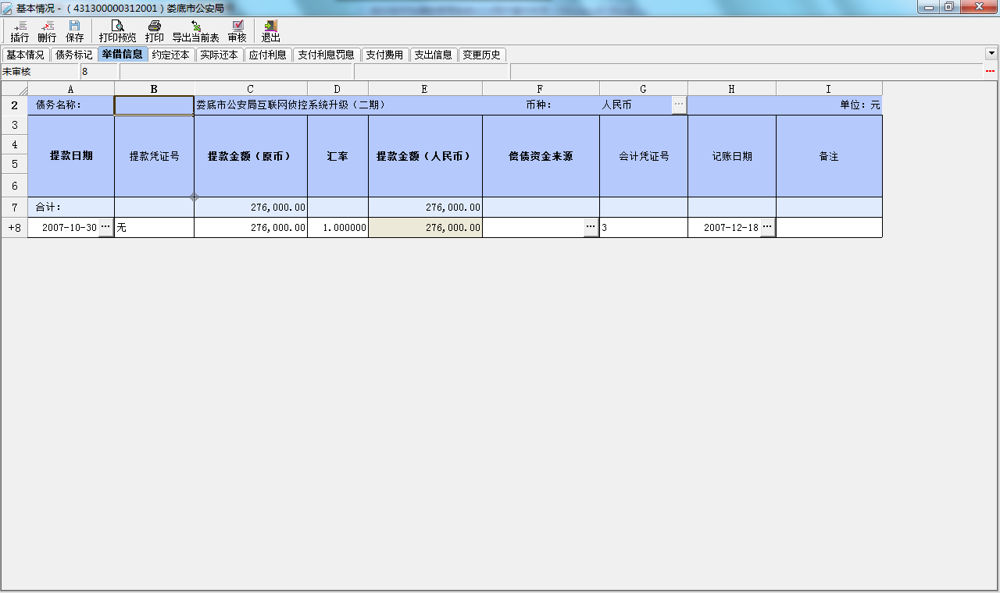 基本情况 -（431300000312001）娄底市公安局
插行 删行 保存 打印预览 打印 导出当前表 审核 退出
基本情况 债务标记 举借信息 约定还本 实际还本 应付利息 支付利息罚息 支付费用 支出信息 变更历史
未审核 8
A B C D E F G H I
2 债务名称: 娄底市公安局互联网侦控系统升级（二期） 币种: 人民币 ... 单位: 元
3
4
提款日期 提款凭证号 提款金额（原币） 汇率 提款金额（人民币） 偿债资金来源 会计凭证号 记账日期 备注
5
6
7 合计: 276,000.00 276,000.00
+8 2007-10-30 ... 无 276,000.00 1.000000 276,000.00 ... 3 2007-12-18 ...